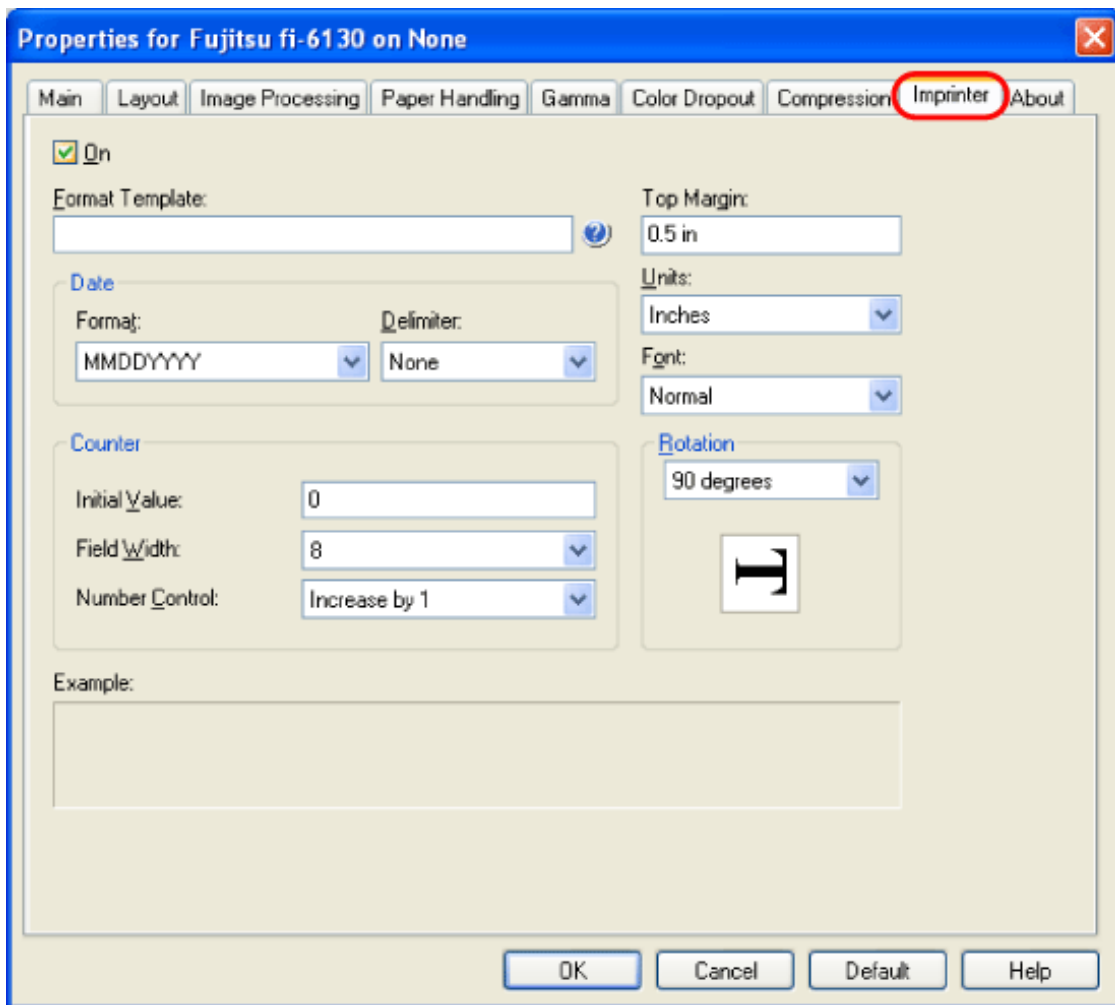 Properties for Fujitsu fi-6130 on None
Main Layout Image Processing Paper Handling Gamma Color Dropout Compression Imprinter About
On
Format Template:
Top Margin:
0.5 in
Date
Format:
Delimiter:
MMDDYYYY
None
Units:
Inches
Font:
Normal
Counter
Initial Value:
0
Field Width:
8
Number Control:
Increase by 1
Rotation
90 degrees
T
Example:
OK Cancel Default Help